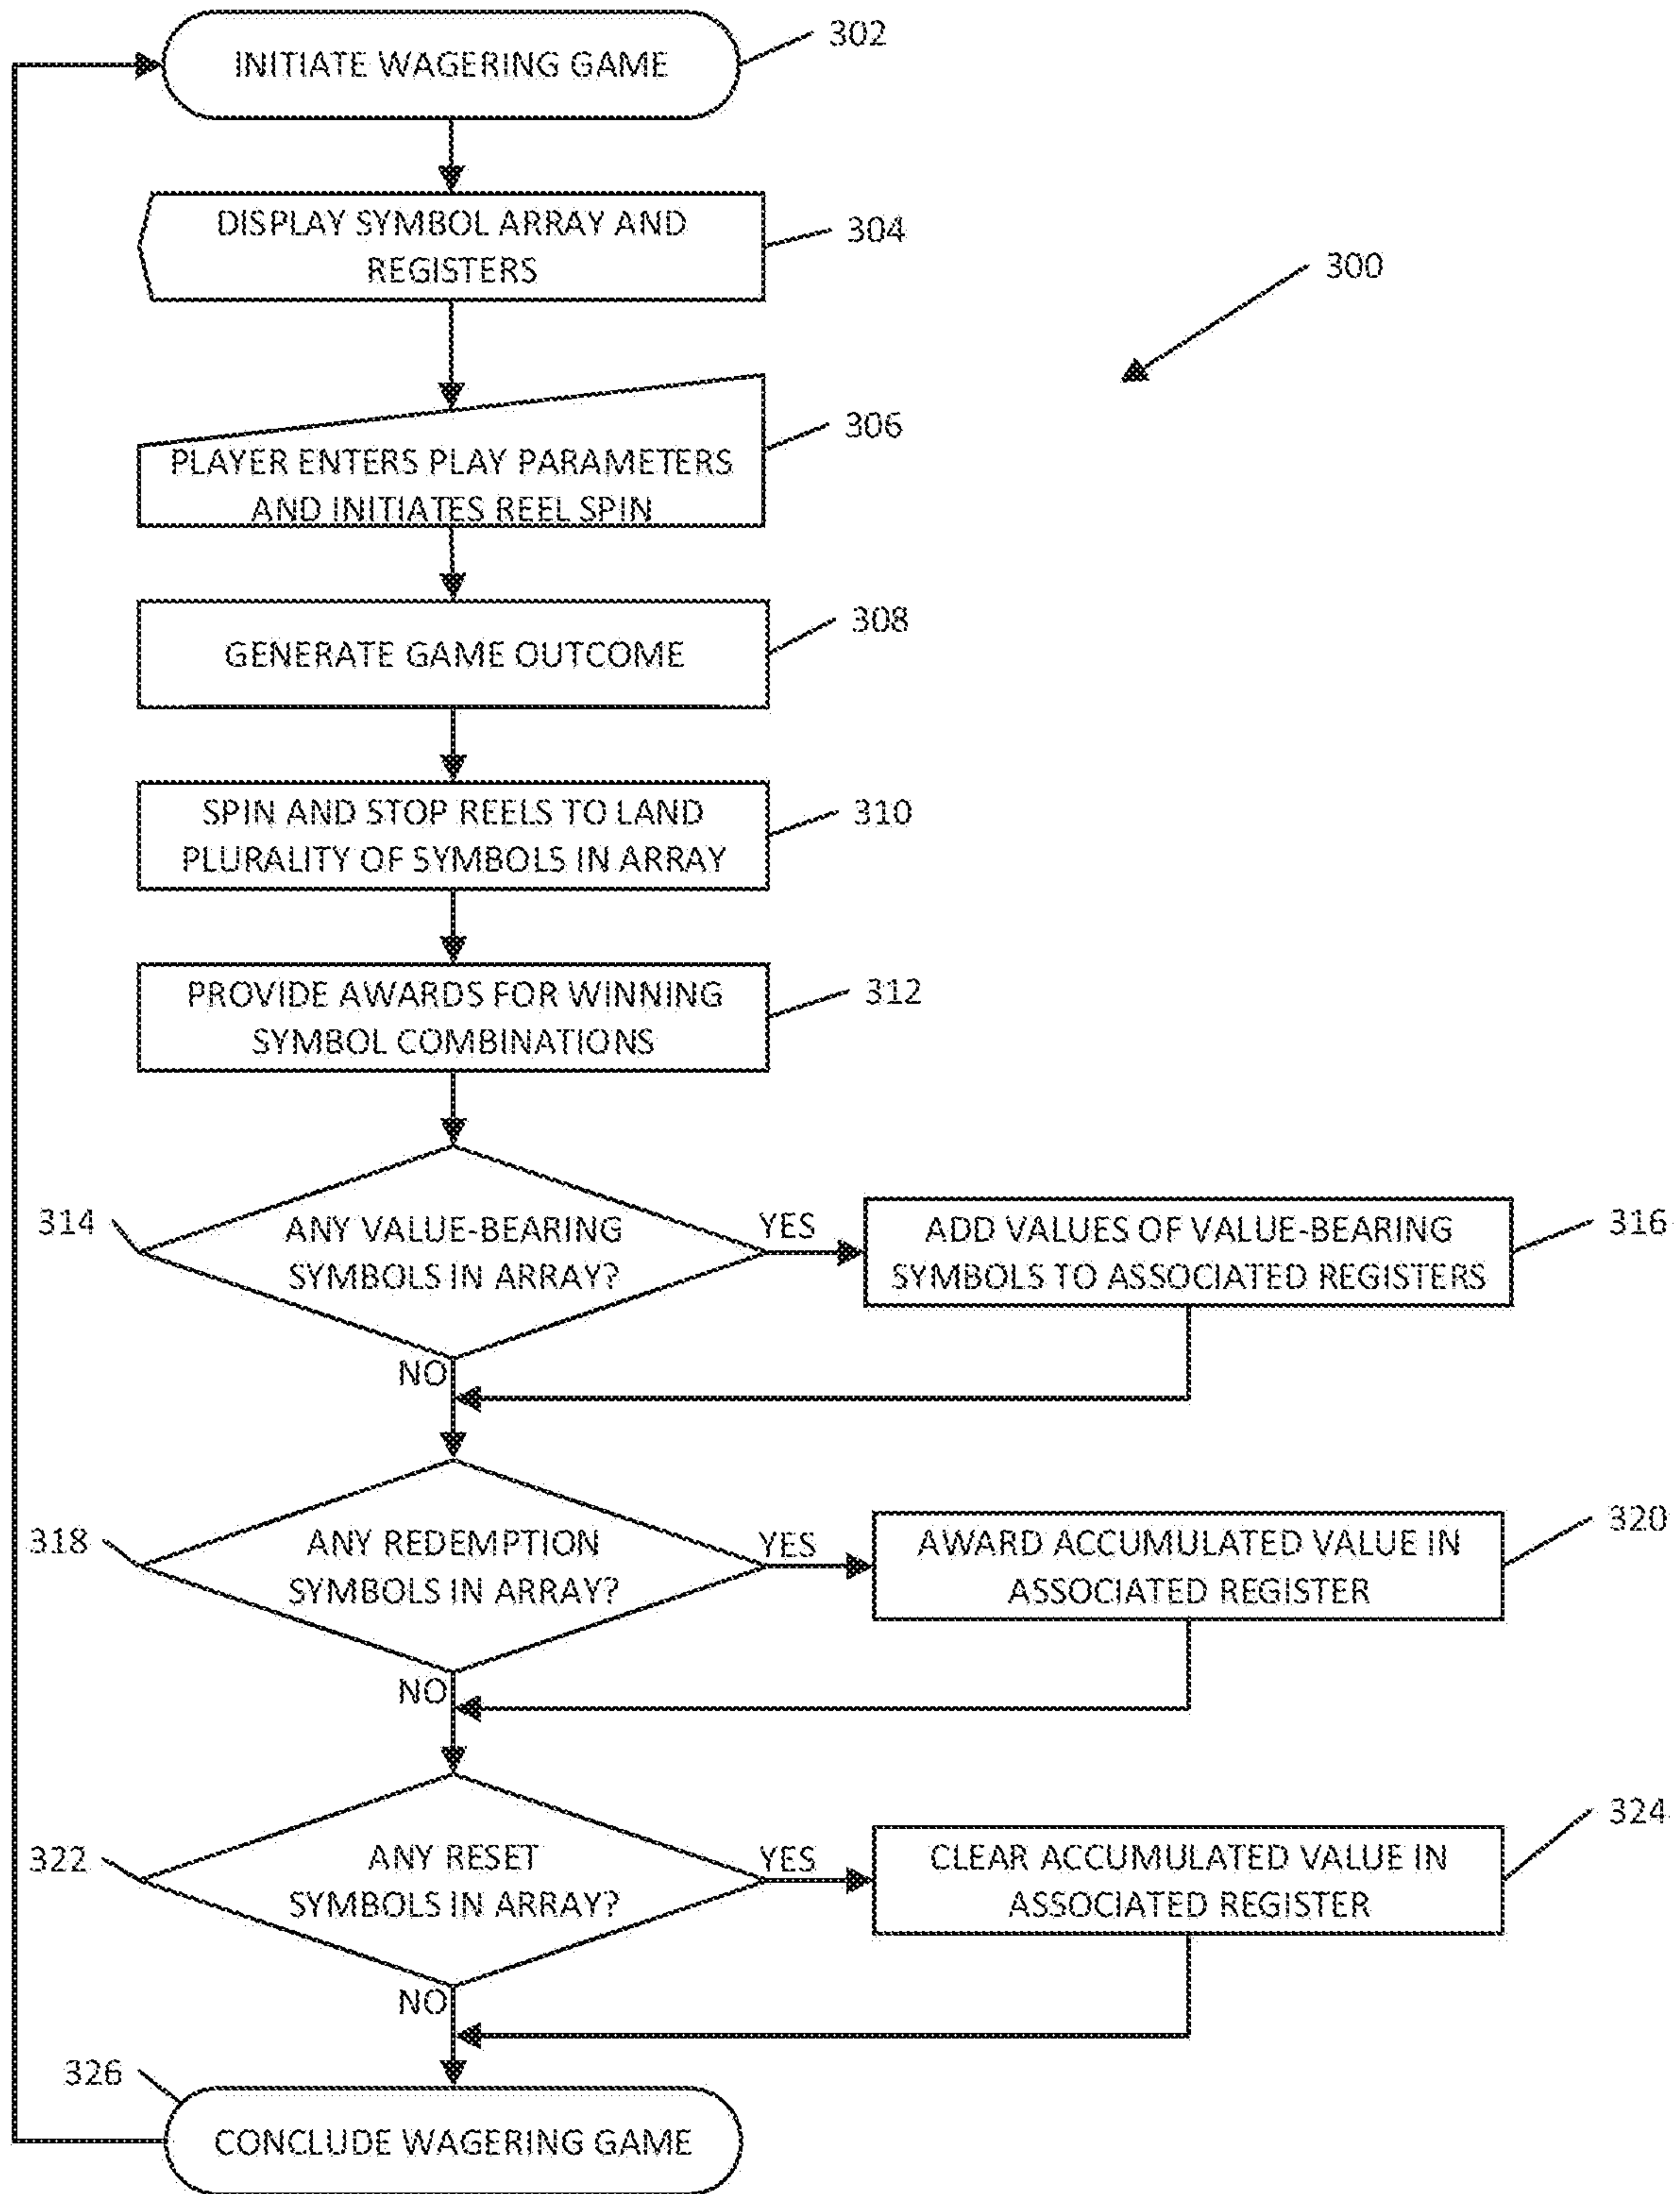 INITIATE WAGERING GAME
302
DISPLAY SYMBOL ARRAY AND
REGISTERS
304
300
PLAYER ENTERS PLAY PARAMETERS
AND INITIATES REEL SPIN
306
GENERATE GAME OUTCOME
308
SPIN AND STOP REELS TO LAND
PLURALITY OF SYMBOLS IN ARRAY
310
PROVIDE AWARDS FOR WINNING
SYMBOL COMBINATIONS
312
314
ANY VALUE-BEARING
SYMBOLS IN ARRAY?
YES
ADD VALUES OF VALUE-BEARING
SYMBOLS TO ASSOCIATED REGISTERS
316
NO
318
ANY REDEMPTION
SYMBOLS IN ARRAY?
YES
AWARD ACCUMULATED VALUE IN
ASSOCIATED REGISTER
320
NO
322
ANY RESET
SYMBOLS IN ARRAY?
YES
CLEAR ACCUMULATED VALUE IN
ASSOCIATED REGISTER
324
NO
326
CONCLUDE WAGERING GAME